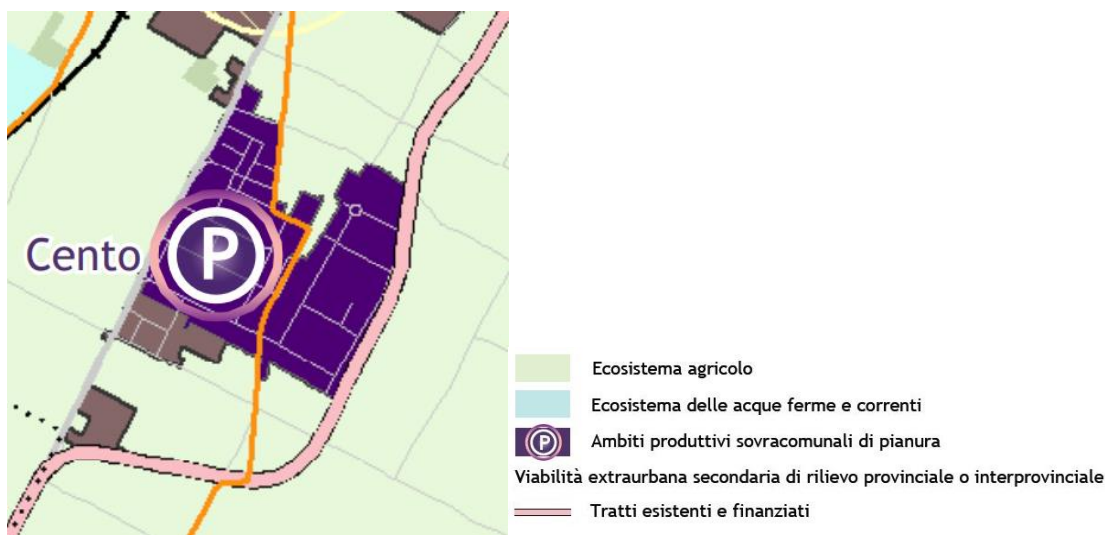 Cento
P
Ecosistema agricolo
Ecosistema delle acque ferme e correnti
P
Ambiti produttivi sovracomunali di pianura
Viabilità extraurbana secondaria di rilievo provinciale o interprovinciale
Tratti esistenti e finanziati